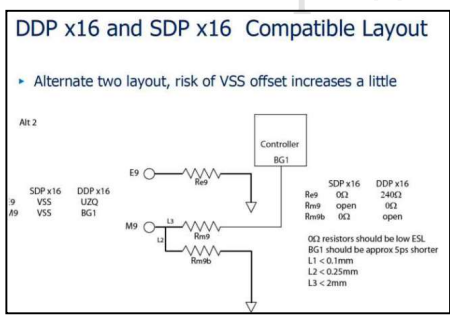 DDP x16 and SDP x16 Compatible Layout
▸ Alternate two layout, risk of VSS offset increases a little
Alt 2
Controller
BG1
E9
Re9
SDP x16 DDP x16
9 VSS UZQ
M9 VSS BG1
M9
L3
L2
Rm9
Rm9b
SDP x16 DDP x16
Re9 0Ω 240Ω
Rm9 open 0Ω
Rm9b 0Ω open
0Ω resistors should be low ESL
BG1 should be approx 5ps shorter
L1 < 0.1mm
L2 < 0.25mm
L3 < 2mm